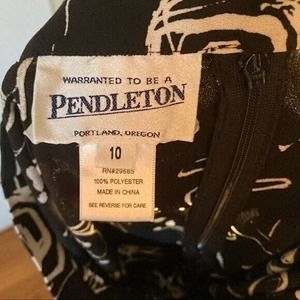 WARRANTED TO BE A
PENDLETON
PORTLAND, OREGON
10
RN#29685
100% POLYESTER
MADE IN CHINA
SEE REVERSE FOR CARE